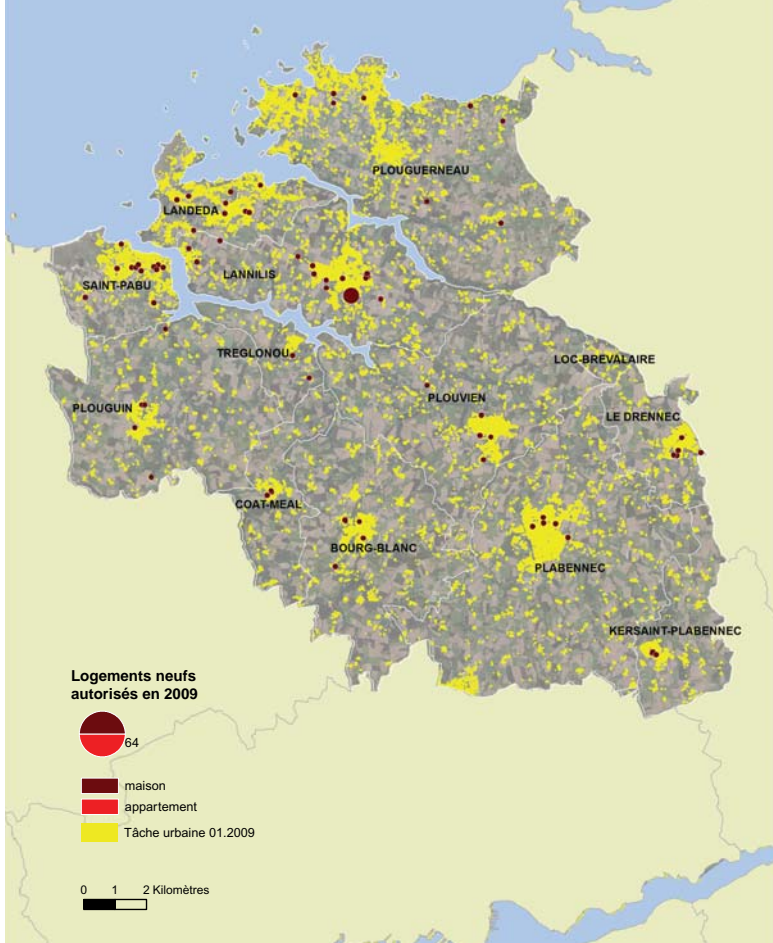 PLOUGUERNEAU
LANDEDA
LANNILIS
SAINT-PABU
TREGLONOU
LOC-BREVALAIRE
PLOUVIEN
PLOUGUIN
LE DRENNEC
COAT-MEAL
BOURG-BLANC
PLABENNEC
KERSAINT-PLABENNEC
Logements neufs
autorisés en 2009
64
maison
appartement
Tâche urbaine 01.2009
0 1 2 Kilomètres